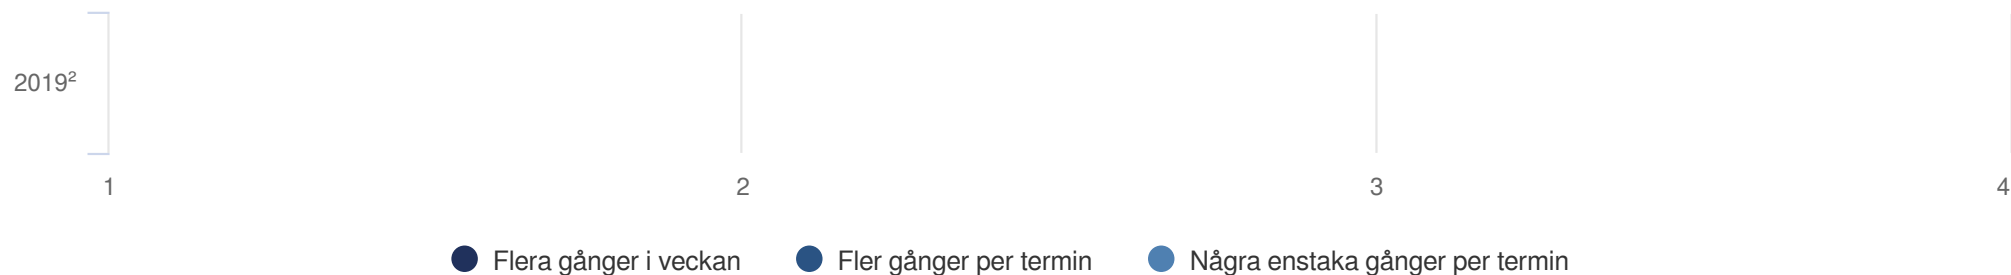 2019²
1 2 3 4
Flera gånger i veckan Fler gånger per termin Några enstaka gånger per termin